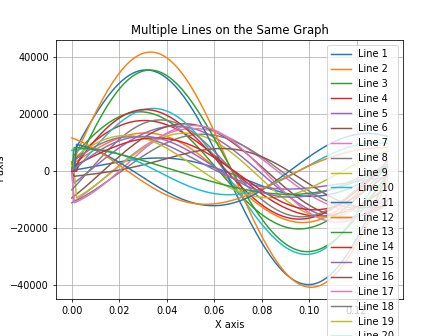 Multiple Lines on the Same Graph
40000
20000
0
−20000
−40000
0.00
0.02
0.04
0.06
0.08
0.10
X axis
Line 1
Line 2
Line 3
Line 4
Line 5
Line 6
Line 7
Line 8
Line 9
Line 10
Line 11
Line 12
Line 13
Line 14
Line 15
Line 16
Line 17
Line 18
Line 19
Line 20